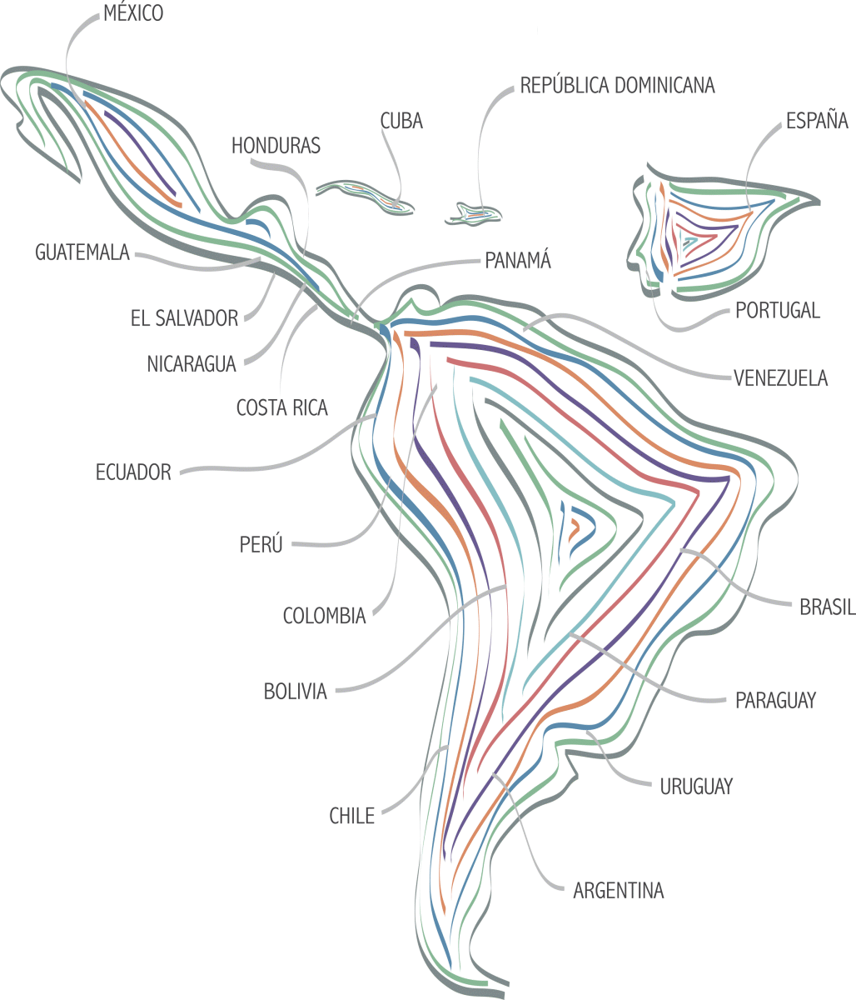 MÉXICO
REPÚBLICA DOMINICANA
CUBA
ESPAÑA
HONDURAS
GUATEMALA
PANAMÁ
EL SALVADOR
PORTUGAL
NICARAGUA
VENEZUELA
COSTA RICA
ECUADOR
PERÚ
COLOMBIA
BRASIL
BOLIVIA
PARAGUAY
URUGUAY
CHILE
ARGENTINA